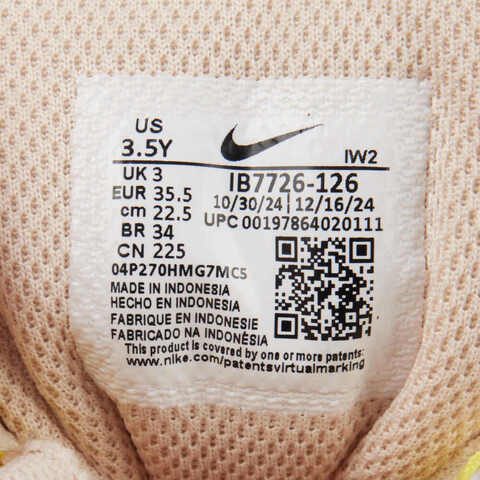 US
3.5Y
IW2
UK 3
EUR 35.5
cm 22.5
BR 34
CN 225
IB7726-126
10/30/24 12/16/24
UPC 00197864020111
04P270HMG7MC5
MADE IN INDONESIA
HECHO EN INDONESIA
FABRIQUE EN INDONESIE
FABRICADO NA INDONÉSIA
This product is covered by one or more patents:
www.nike.com/patentsvirtualmarking